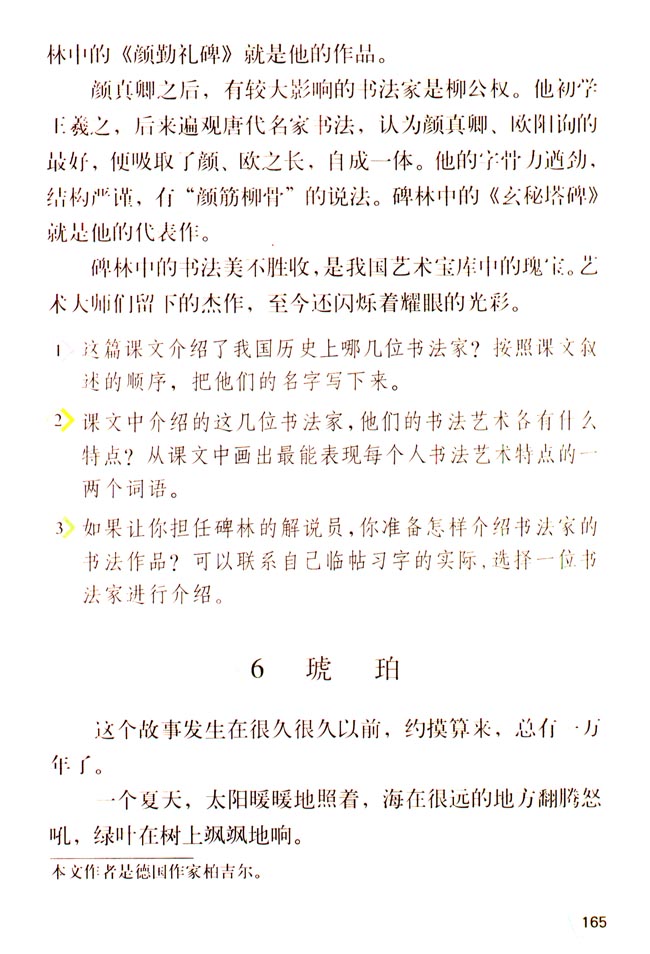 林中的《颜勤礼碑》就是他的作品。
颜真卿之后，有较大影响的书法家是柳公权。他初学
王羲之，后来遍观唐代名家书法，认为颜真卿、欧阳询的
最好，便吸取了颜、欧之长，自成一体。他的字骨力遒劲，
结构严谨，有“颜筋柳骨”的说法。碑林中的《玄秘塔碑》
就是他的代表作。
碑林中的书法美不胜收，是我国艺术宝库中的瑰宝。艺
术大师们留下的杰作，至今还闪烁着耀眼的光彩。
1 这篇课文介绍了我国历史上哪几位书法家？按照课文叙
述的顺序，把他们的名字写下来。
2 课文中介绍的这几位书法家，他们的书法艺术各有什么
特点？从课文中画出最能表现每个人书法艺术特点的一
两个词语。
3 如果让你担任碑林的解说员，你准备怎样介绍书法家的
书法作品？可以联系自己临帖习字的实际，选择一位书
法家进行介绍。
6 琥珀
这个故事发生在很久很久以前，约摸算来，总有一万
年了。
一个夏天，太阳暖暖地照着，海在很远的地方翻腾怒
吼，绿叶在树上飒飒地响。
本文作者是德国作家柏吉尔。
165